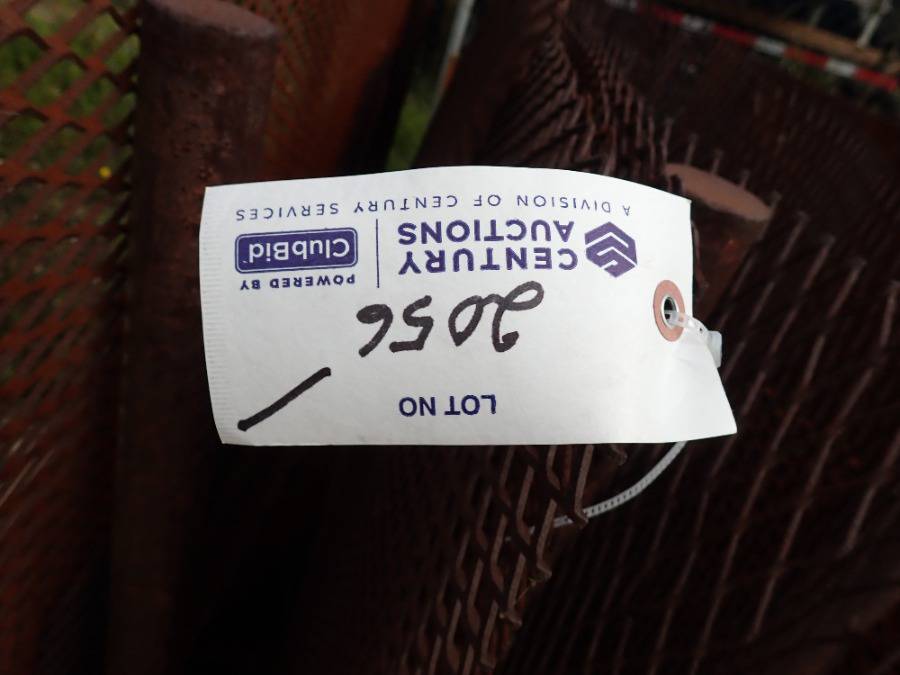 LOT NO
2056
CENTURY
AUCTIONS
POWERED BY
ClubBid
A DIVISION OF CENTURY SERVICES